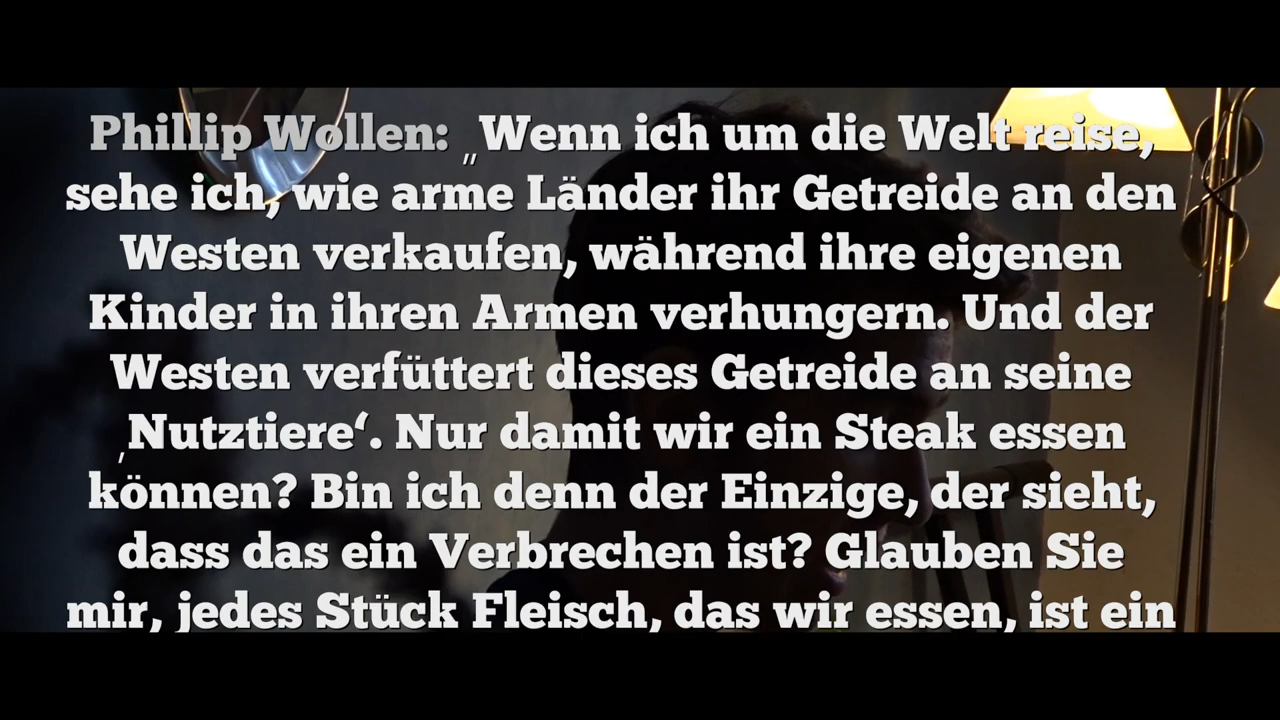 Phillip Wollen: „Wenn ich um die Welt reise,
sehe ich, wie arme Länder ihr Getreide an den
Westen verkaufen, während ihre eigenen
Kinder in ihren Armen verhungern. Und der
Westen verfüttert dieses Getreide an seine
‚Nutztiere‘. Nur damit wir ein Steak essen
können? Bin ich denn der Einzige, der sieht,
dass das ein Verbrechen ist? Glauben Sie
mir, jedes Stück Fleisch, das wir essen, ist ein